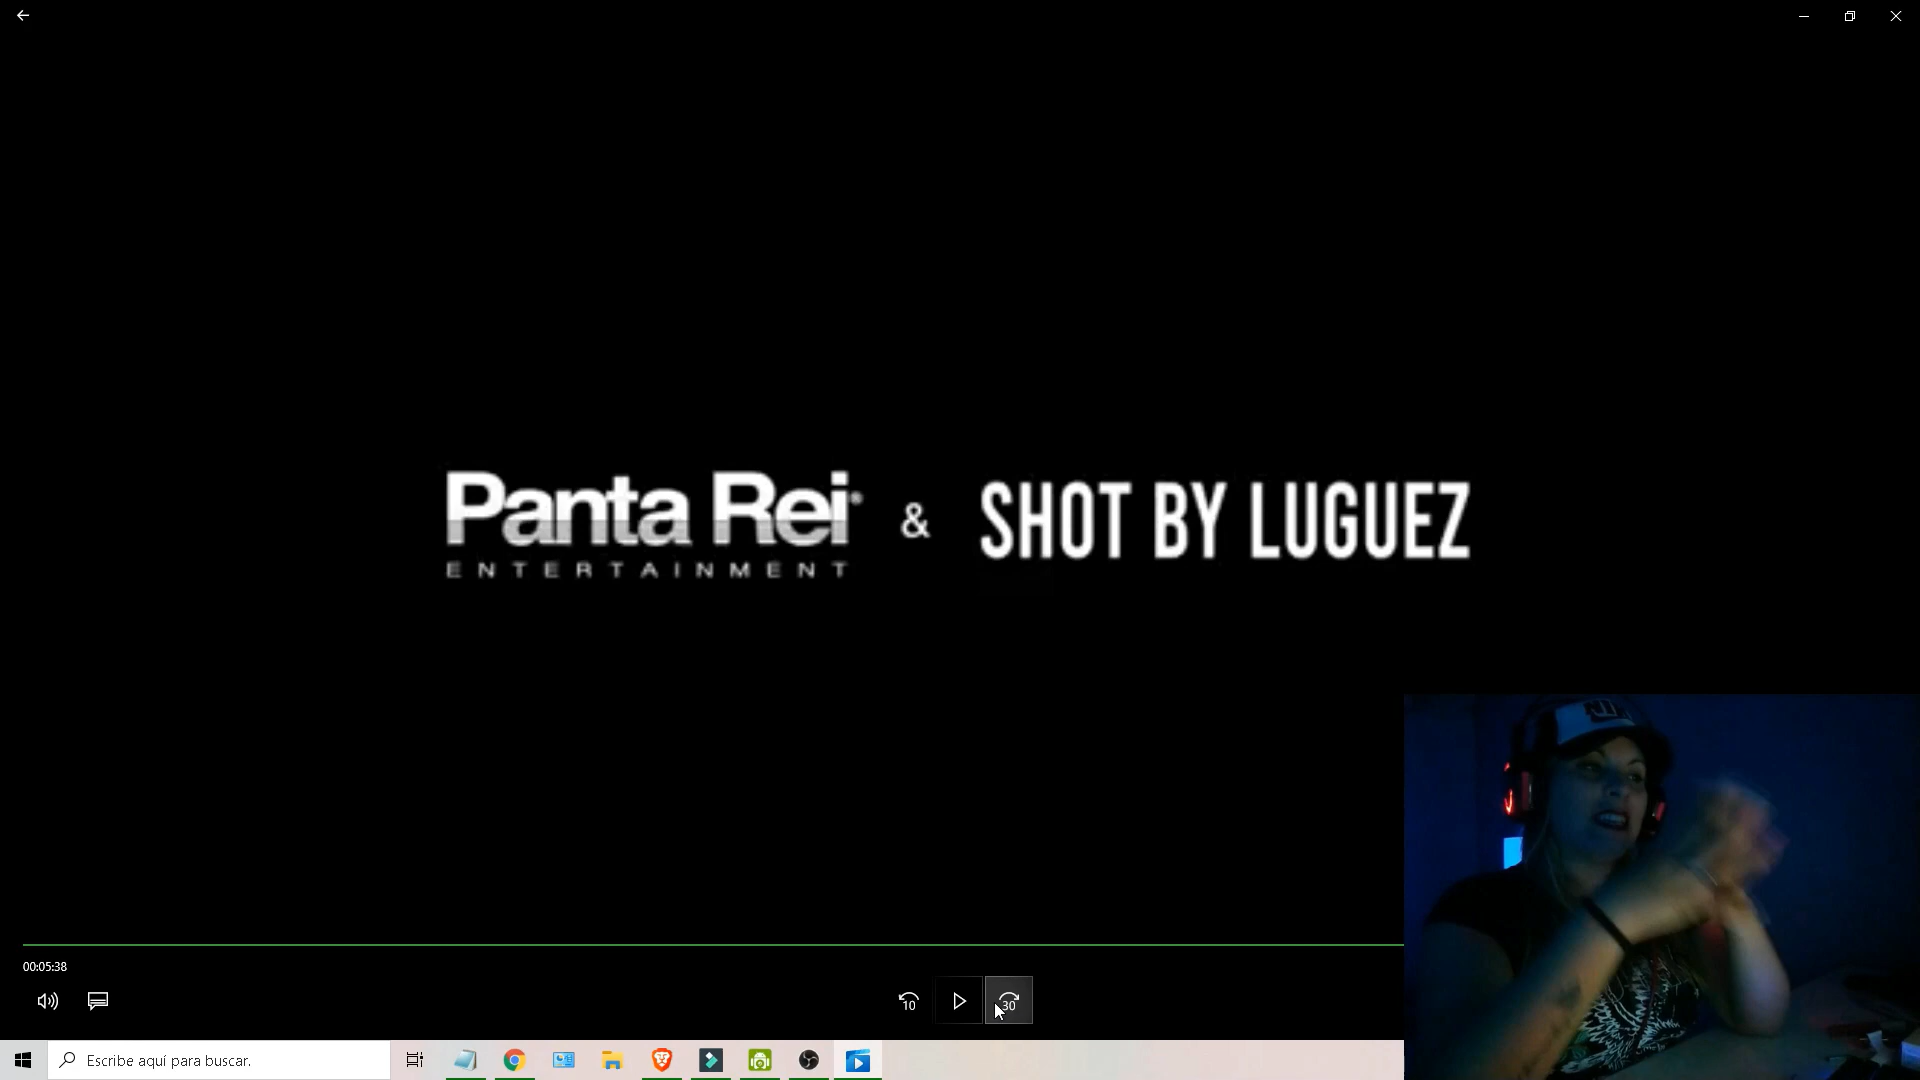 Panta Rei® & SHOT BY LUGUEZ
ENTERTAINMENT
00:05:38
10
30
Escribe aquí para buscar.